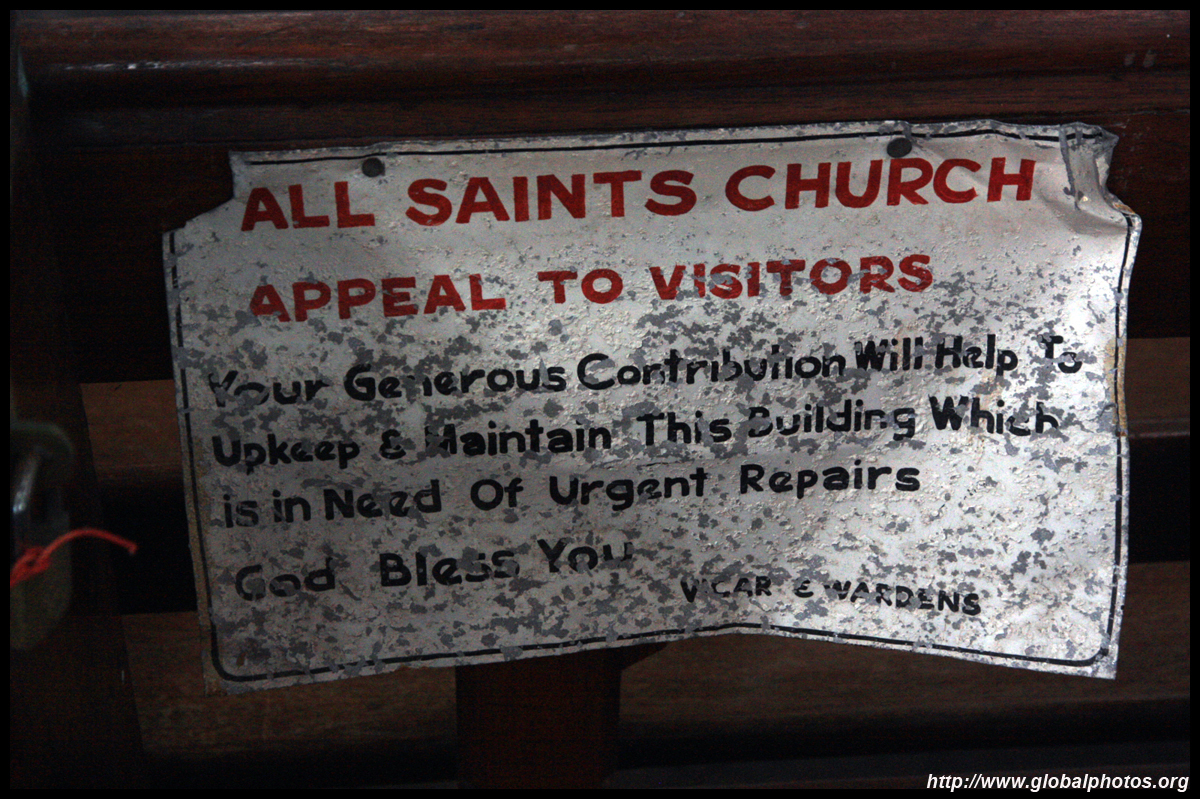 ALL SAINTS CHURCH
APPEAL TO VISITORS
Your Generous Contribution Will Help To
Upkeep & Maintain This Building Which
is in Need Of Urgent Repairs
God Bless You
VICAR & WARDENS
http://www.globalphotos.org